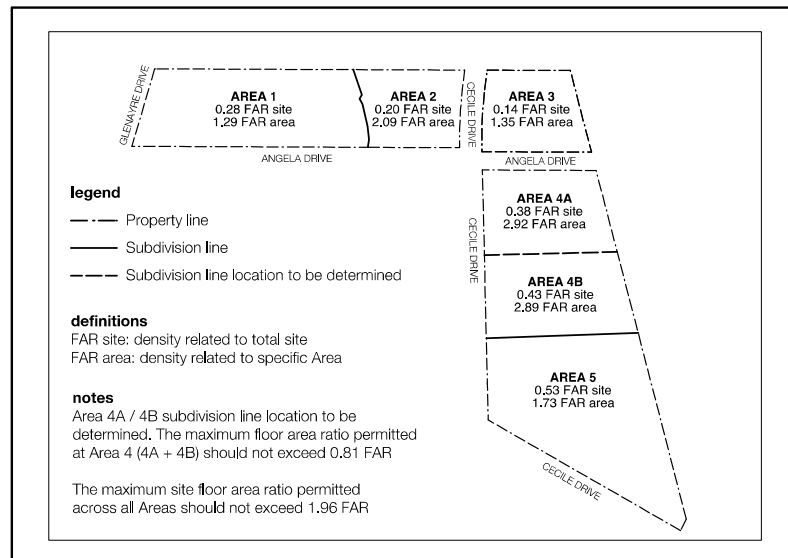 GLENAYRE DRIVE
AREA 1
0.28 FAR site
1.29 FAR area
AREA 2
0.20 FAR site
2.09 FAR area
CECILE DRIVE
AREA 3
0.14 FAR site
1.35 FAR area
ANGELA DRIVE
ANGELA DRIVE
legend
Property line
Subdivision line
Subdivision line location to be determined
CECILE DRIVE
AREA 4A
0.38 FAR site
2.92 FAR area
AREA 4B
0.43 FAR site
2.89 FAR area
definitions
FAR site: density related to total site
FAR area: density related to specific Area
AREA 5
0.53 FAR site
1.73 FAR area
notes
Area 4A / 4B subdivision line location to be
determined. The maximum floor area ratio permitted
at Area 4 (4A + 4B) should not exceed 0.81 FAR
The maximum site floor area ratio permitted
across all Areas should not exceed 1.96 FAR
CECILE DRIVE